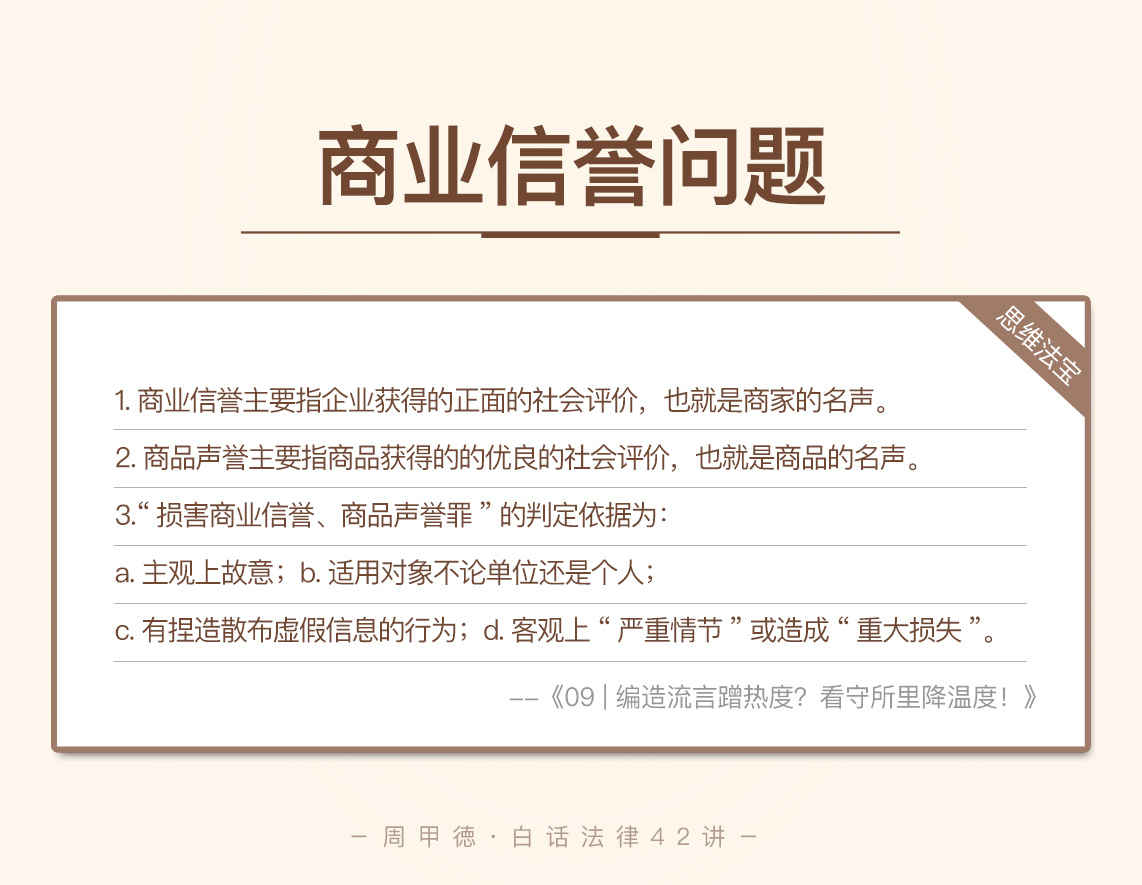 商业信誉问题
思维法宝
1. 商业信誉主要指企业获得的正面的社会评价，也就是商家的名声。
2. 商品声誉主要指商品获得的的优良的社会评价，也就是商品的名声。
3.“ 损害商业信誉、商品声誉罪 ” 的判定依据为：
a. 主观上故意；b. 适用对象不论单位还是个人；
c. 有捏造散布虚假信息的行为；d. 客观上 “ 严重情节 ” 或造成 “ 重大损失 ”。
––《09 | 编造流言蹭热度？看守所里降温度！》
– 周甲徳·白话法律42讲 –